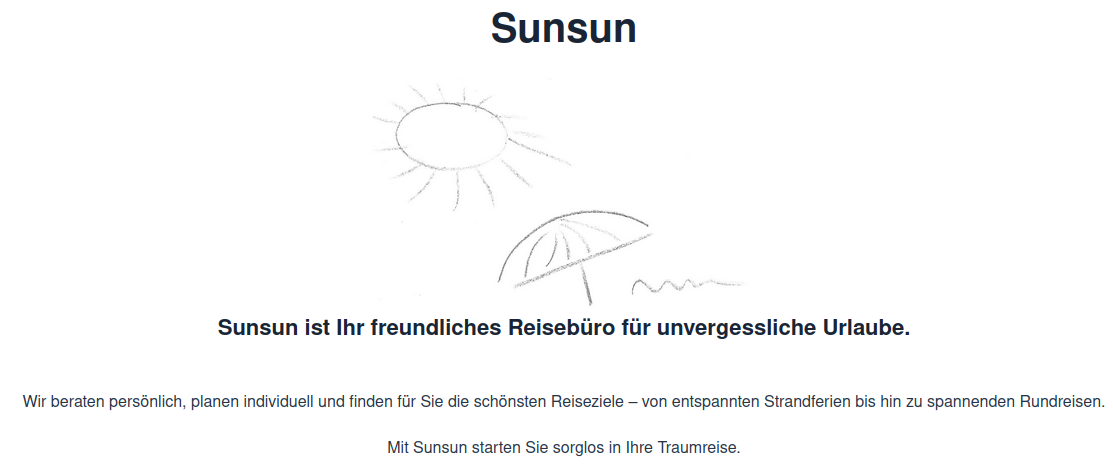 Sunsun
Sunsun ist Ihr freundliches Reisebüro für unvergessliche Urlaube.
Wir beraten persönlich, planen individuell und finden für Sie die schönsten Reiseziele – von entspannten Strandferien bis hin zu spannenden Rundreisen.
Mit Sunsun starten Sie sorglos in Ihre Traumreise.